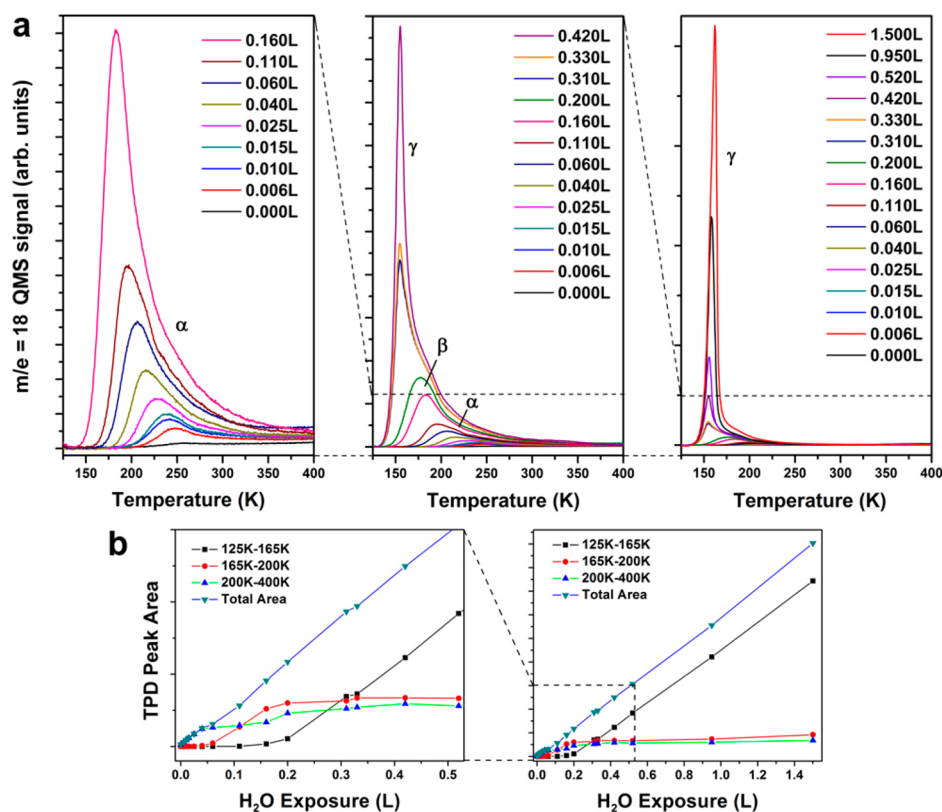 a
m/e = 18 QMS signal (arb. units)
0.160L
0.110L
0.060L
0.040L
0.025L
0.015L
0.010L
0.006L
0.000L
α
150 200 250 300 350 400
Temperature (K)
0.420L
0.330L
0.310L
0.200L
0.160L
0.110L
0.060L
0.040L
0.025L
0.015L
0.010L
0.006L
0.000L
γ
β
α
150 200 250 300 350 400
Temperature (K)
1.500L
0.950L
0.520L
0.420L
0.330L
0.310L
0.200L
0.160L
0.110L
0.060L
0.040L
0.025L
0.015L
0.010L
0.006L
0.000L
γ
150 200 250 300 350 400
Temperature (K)
b
TPD Peak Area
125K-165K
165K-200K
200K-400K
Total Area
0.0 0.1 0.2 0.3 0.4 0.5
H₂O Exposure (L)
125K-165K
165K-200K
200K-400K
Total Area
0.0 0.2 0.4 0.6 0.8 1.0 1.2 1.4
H₂O Exposure (L)